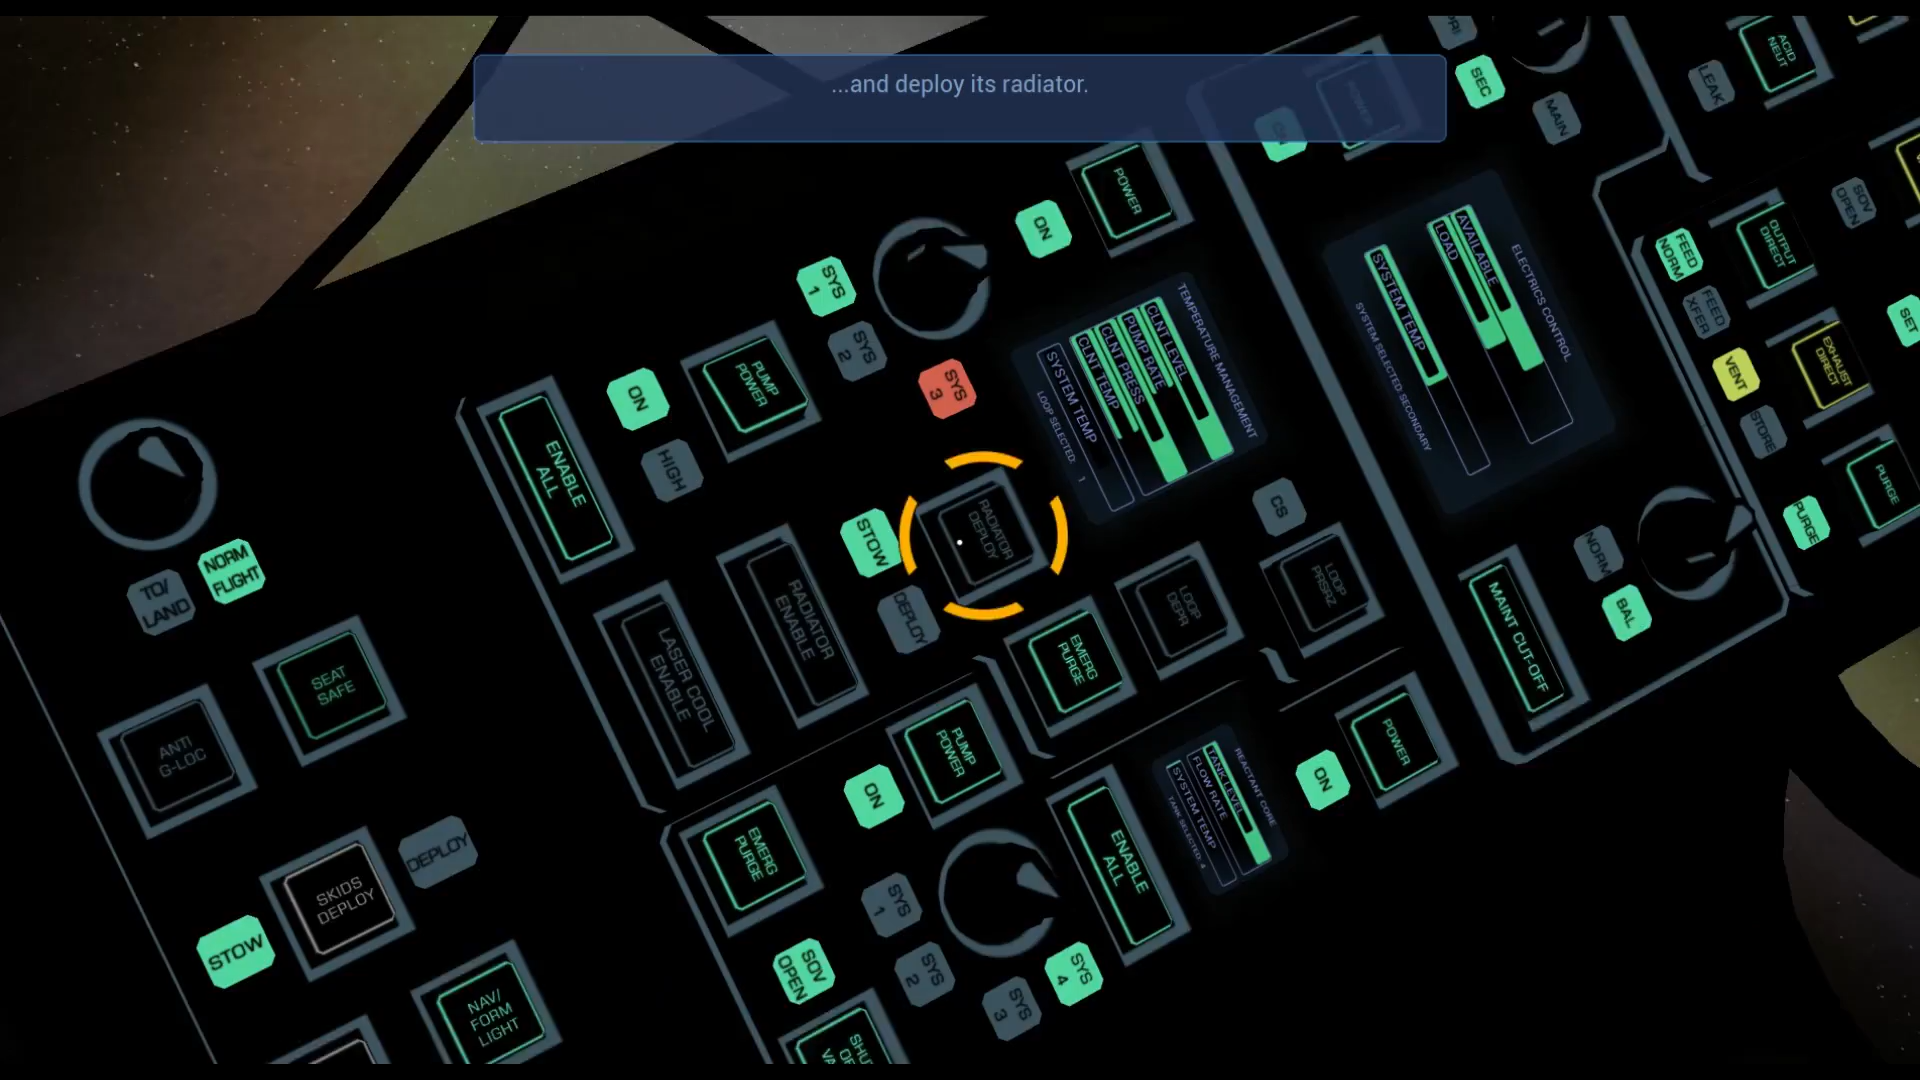 ...and deploy its radiator.
POWER
ON
SYS
1
SYS
2
SYS
3
PUMP
POWER
ON
HIGH
ENABLE
ALL
TEMPERATURE MANAGEMENT
CLNT LEVEL
PUMP RATE
CLNT PRESS
CLNT TEMP
SYSTEM TEMP
LOOP SELECTED: 1
RADIATOR
DEPLOY
STOW
DEPLOY
RADIATOR
ENABLE
LASER COOL
ENABLE
EMERG
PURGE
LOOP
DEPR
LOOP
PRSRZ
CS
SEC
MAIN
ELECTRICS CONTROL
AVAILABLE
LOAD
SYSTEM TEMP
SYSTEM SELECTED: SECONDARY
MAINT CUT-OFF
NORM
BAL
ACID
NEUT
LEAK
SOV
OPEN
OUTPUT
DIRECT
FEED
NORM
FEED
XFER
SET
EXHAUST
DIRECT
VENT
STORE
PURGE
PURGE
TO/
LAND
NORM
FLIGHT
SEAT
SAFE
ANTI
G-LOC
SKIDS
DEPLOY
DEPLOY
STOW
NAV/
FORM
LIGHT
PUMP
POWER
ON
EMERG
PURGE
SOV
OPEN
SYS
1
SYS
2
SYS
3
SYS
4
ENABLE
ALL
REACTANT CORE
TANK LEVEL
FLOW RATE
SYSTEM TEMP
TANK SELECTED: 4
ON
POWER